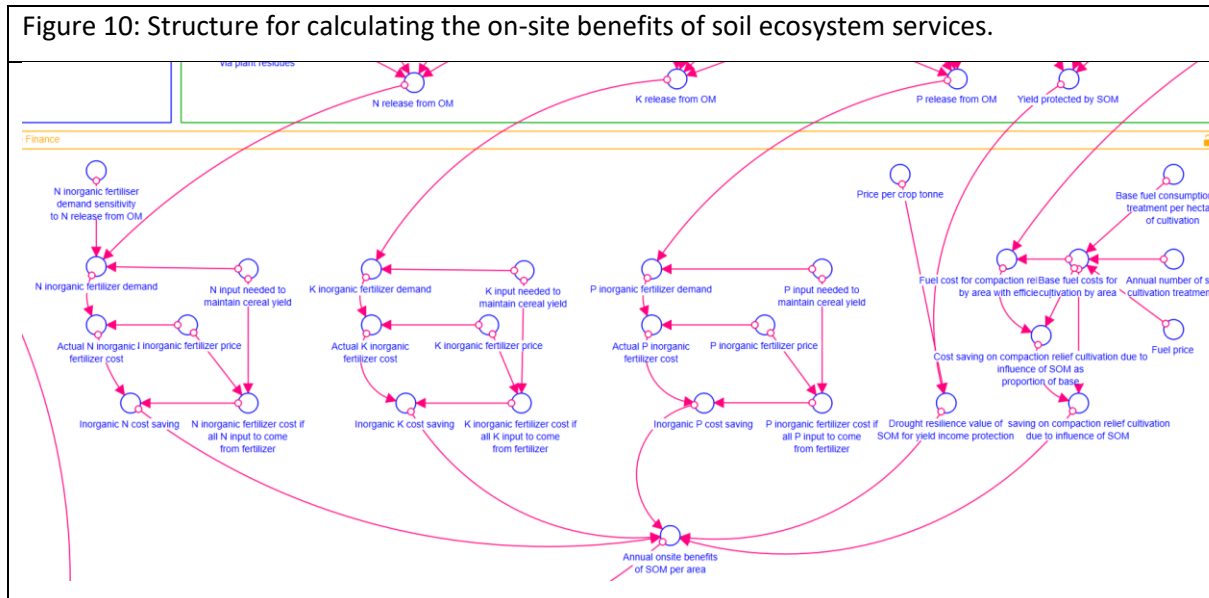 Figure 10: Structure for calculating the on-site benefits of soil ecosystem services.
via plant residues
N release from OM
K release from OM
P release from OM
Yield protected by SOM
Finance
N inorganic fertiliser
demand sensitivity
to N release from OM
Price per crop tonne
Base fuel consumption
treatment per hecta
of cultivation
N inorganic fertilizer demand
N input needed to
maintain cereal yield
K inorganic fertilizer demand
K input needed to
maintain cereal yield
P inorganic fertilizer demand
P input needed to
maintain cereal yield
Fuel cost for compaction reli
by area with efficie
Base fuel costs for
cultivation by area
Annual number of s
cultivation treatment
Actual N inorganic
fertilizer cost
inorganic fertilizer price
Actual K inorganic
fertilizer cost
K inorganic fertilizer price
Actual P inorganic
fertilizer cost
P inorganic fertilizer price
Fuel price
Cost saving on compaction relief cultivation due to
influence of SOM as
proportion of base
Inorganic N cost saving
N inorganic fertilizer cost if
all N input to come
from fertilizer
Inorganic K cost saving
K inorganic fertilizer cost if
all K input to come
from fertilizer
Inorganic P cost saving
P inorganic fertilizer cost if
all P input to come
from fertilizer
Drought resilience value of
SOM for yield income protection
saving on compaction relief cultivation
due to influence of SOM
Annual onsite benefits
of SOM per area